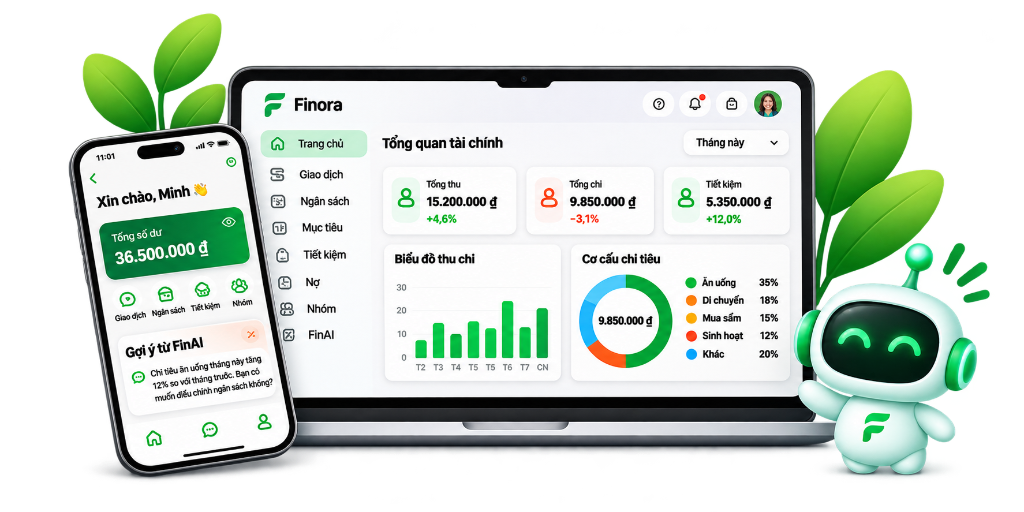 11:01
Xin chào, Minh 👋
Tổng số dư
36.500.000 ₫
Giao dịch
Ngân sách
Tiết kiệm
Nhóm
Gợi ý từ FinAI
Chi tiêu ăn uống tháng này tăng
12% so với tháng trước. Bạn có
muốn điều chỉnh ngân sách không?
Finora
Trang chủ
Giao dịch
Ngân sách
Mục tiêu
Tiết kiệm
Nợ
Nhóm
FinAI
Tổng quan tài chính
Tháng này
Tổng thu
15.200.000 ₫
+4,6%
Tổng chi
9.850.000 ₫
−3,1%
Tiết kiệm
5.350.000 ₫
+12,0%
Biểu đồ thu chi
30
20
10
0
T2 T3 T4 T5 T5 T6 T7 CN
Cơ cấu chi tiêu
9.850.000 ₫
Ăn uống 35%
Di chuyển 18%
Mua sắm 15%
Sinh hoạt 12%
Khác 20%